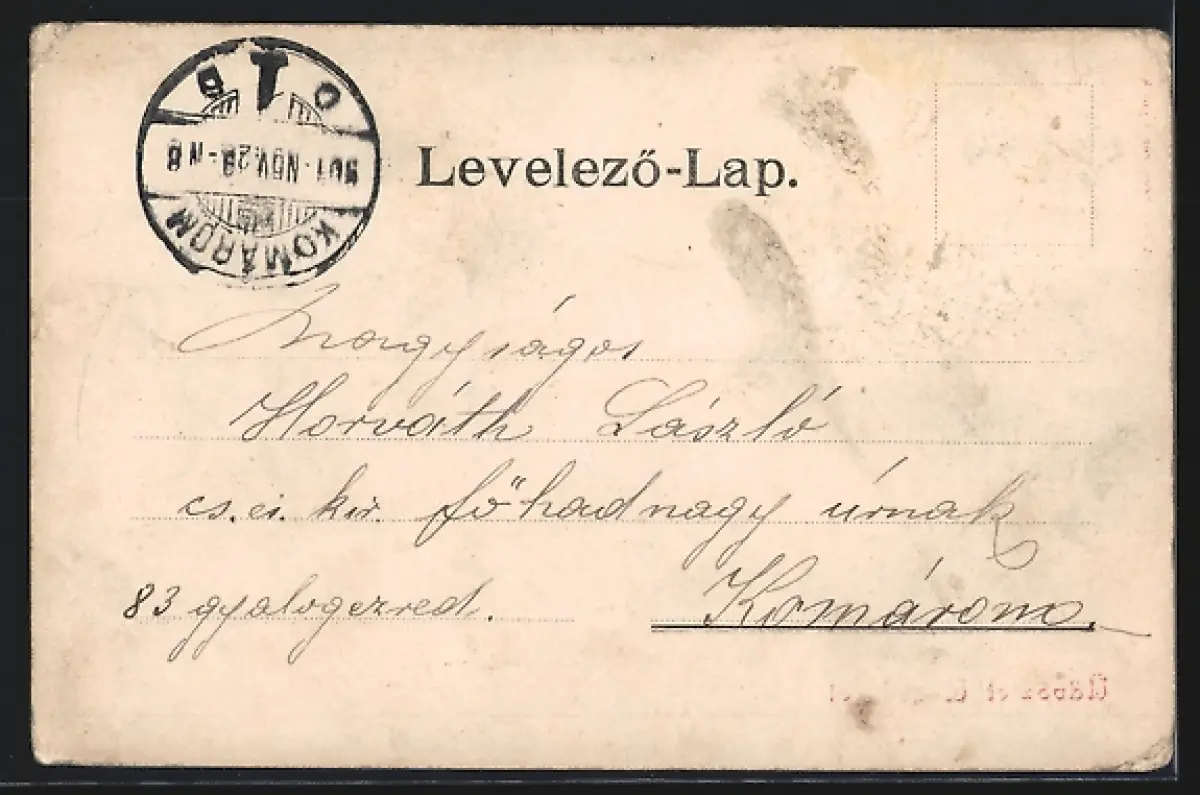 KOMÁROM
901 NOV. 28 - N 8
Levelező-Lap.
Nagyságos
Horváth László
cs. és. kir. főhadnagy úrnak
83 gyalogezred. Komárom.